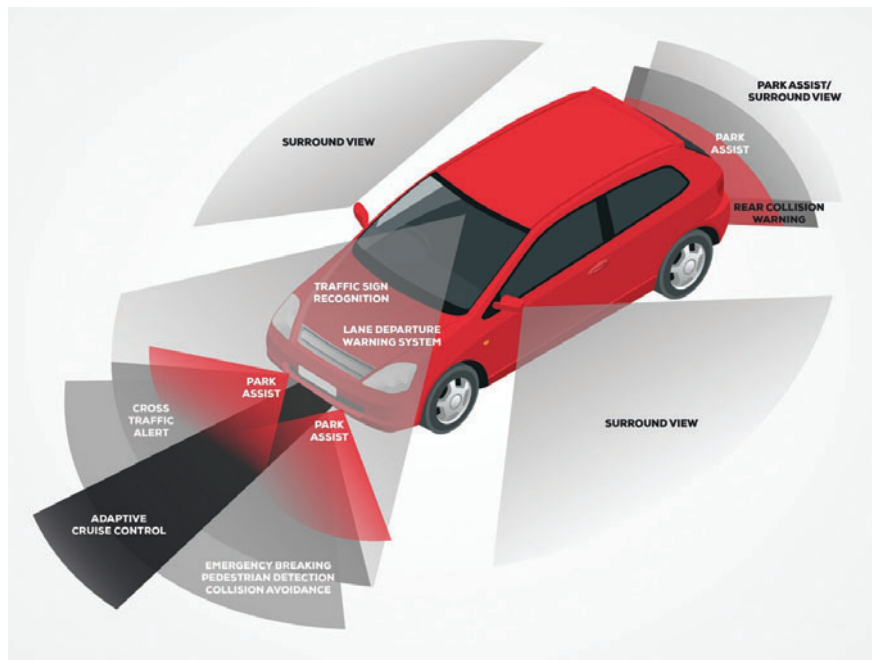 PARK ASSIST/
SURROUND VIEW
SURROUND VIEW
PARK
ASSIST
REAR COLLISION
WARNING
TRAFFIC SIGN
RECOGNITION
LANE DEPARTURE
WARNING SYSTEM
PARK
ASSIST
CROSS
TRAFFIC
ALERT
PARK
ASSIST
SURROUND VIEW
ADAPTIVE
CRUISE CONTROL
EMERGENCY BREAKING
PEDESTRIAN DETECTION
COLLISION AVOIDANCE